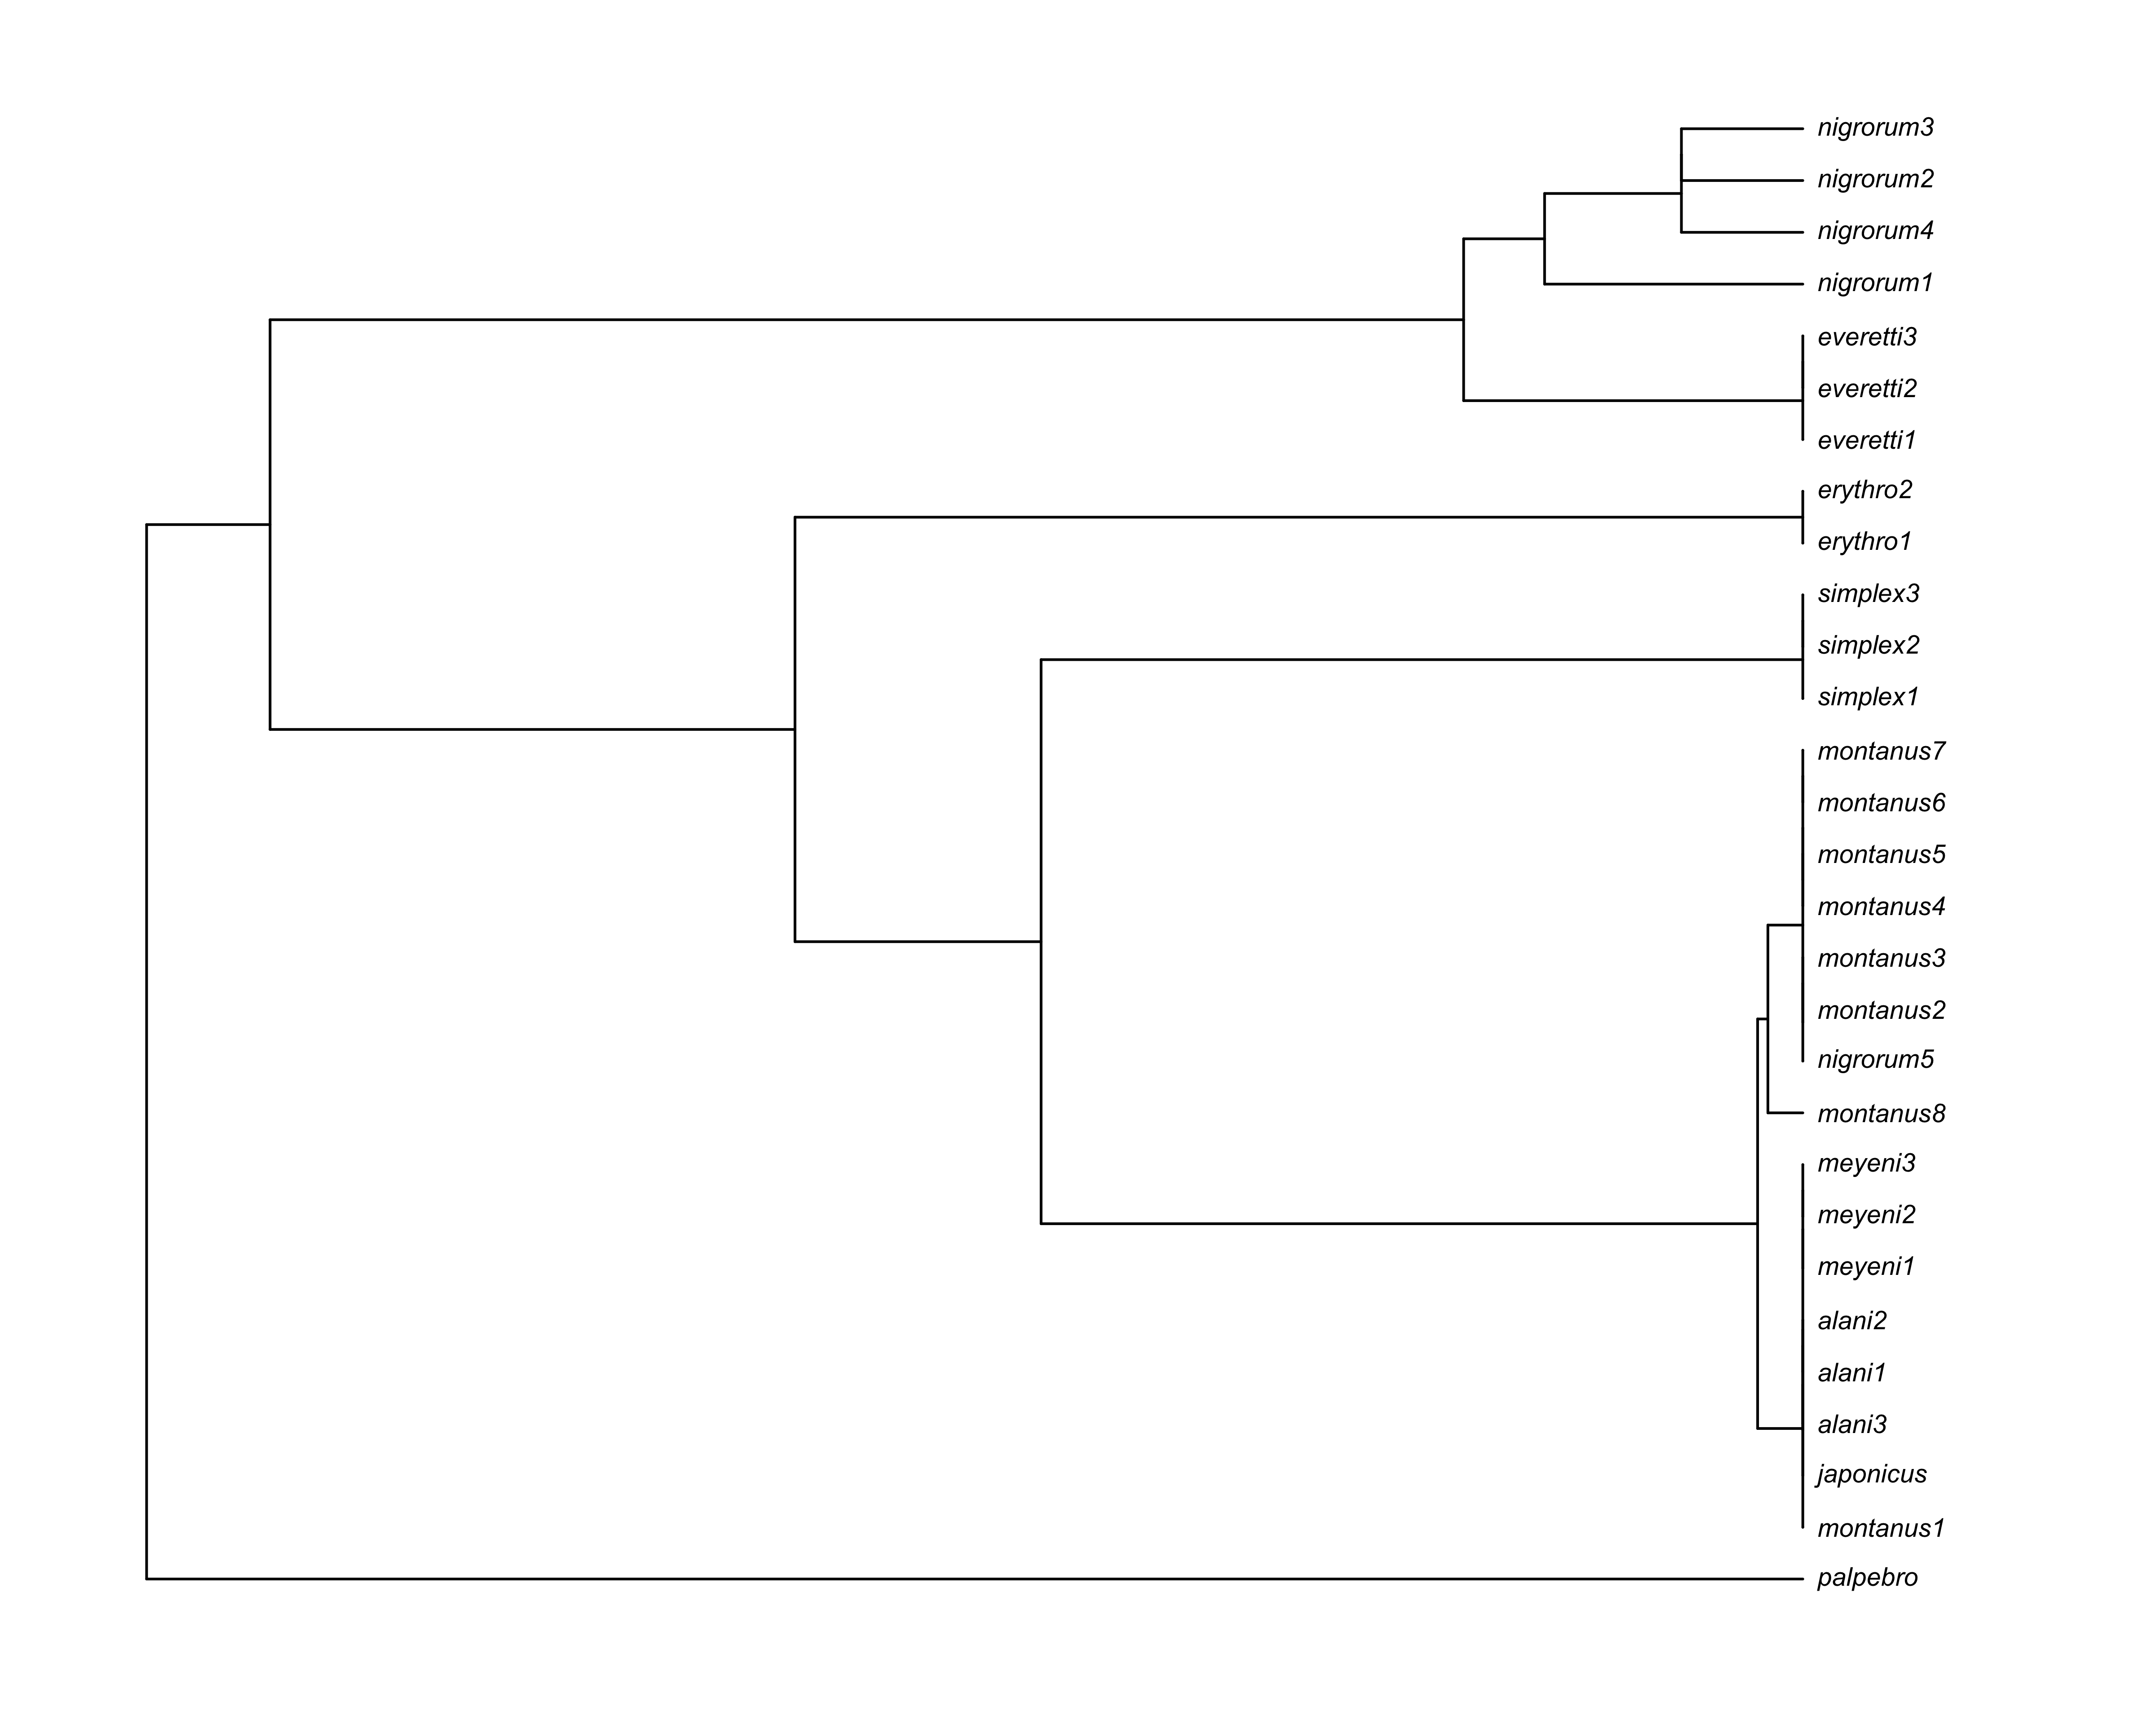 nigrorum3
nigrorum2
nigrorum4
nigrorum1
everetti3
everetti2
everetti1
erythro2
erythro1
simplex3
simplex2
simplex1
montanus7
montanus6
montanus5
montanus4
montanus3
montanus2
nigrorum5
montanus8
meyeni3
meyeni2
meyeni1
alani2
alani1
alani3
japonicus
montanus1
palpebro